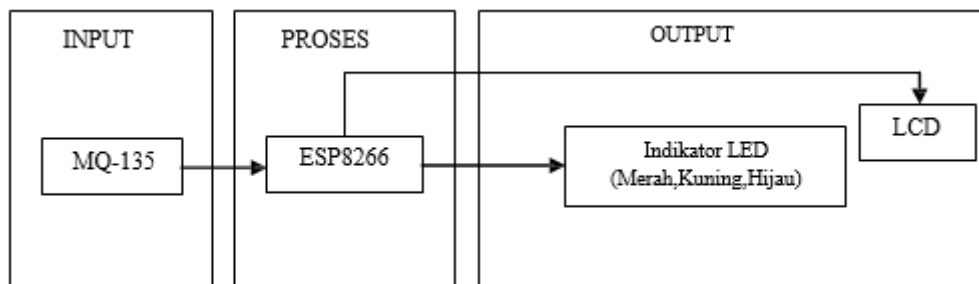 INPUT
PROSES
OUTPUT
MQ-135
ESP8266
Indikator LED
(Merah,Kuning,Hijau)
LCD